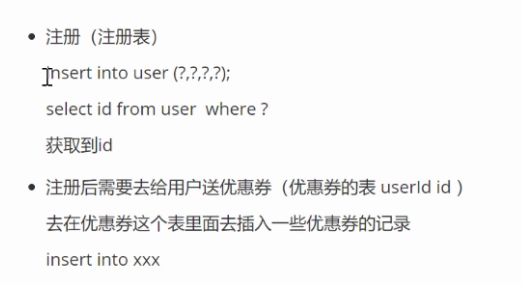 注册（注册表）
insert into user (?,?,?,?);
select id from user  where ?
获取到id
注册后需要去给用户送优惠券（优惠券的表 userId id ）
去在优惠券这个表里面去插入一些优惠券的记录
insert into xxx